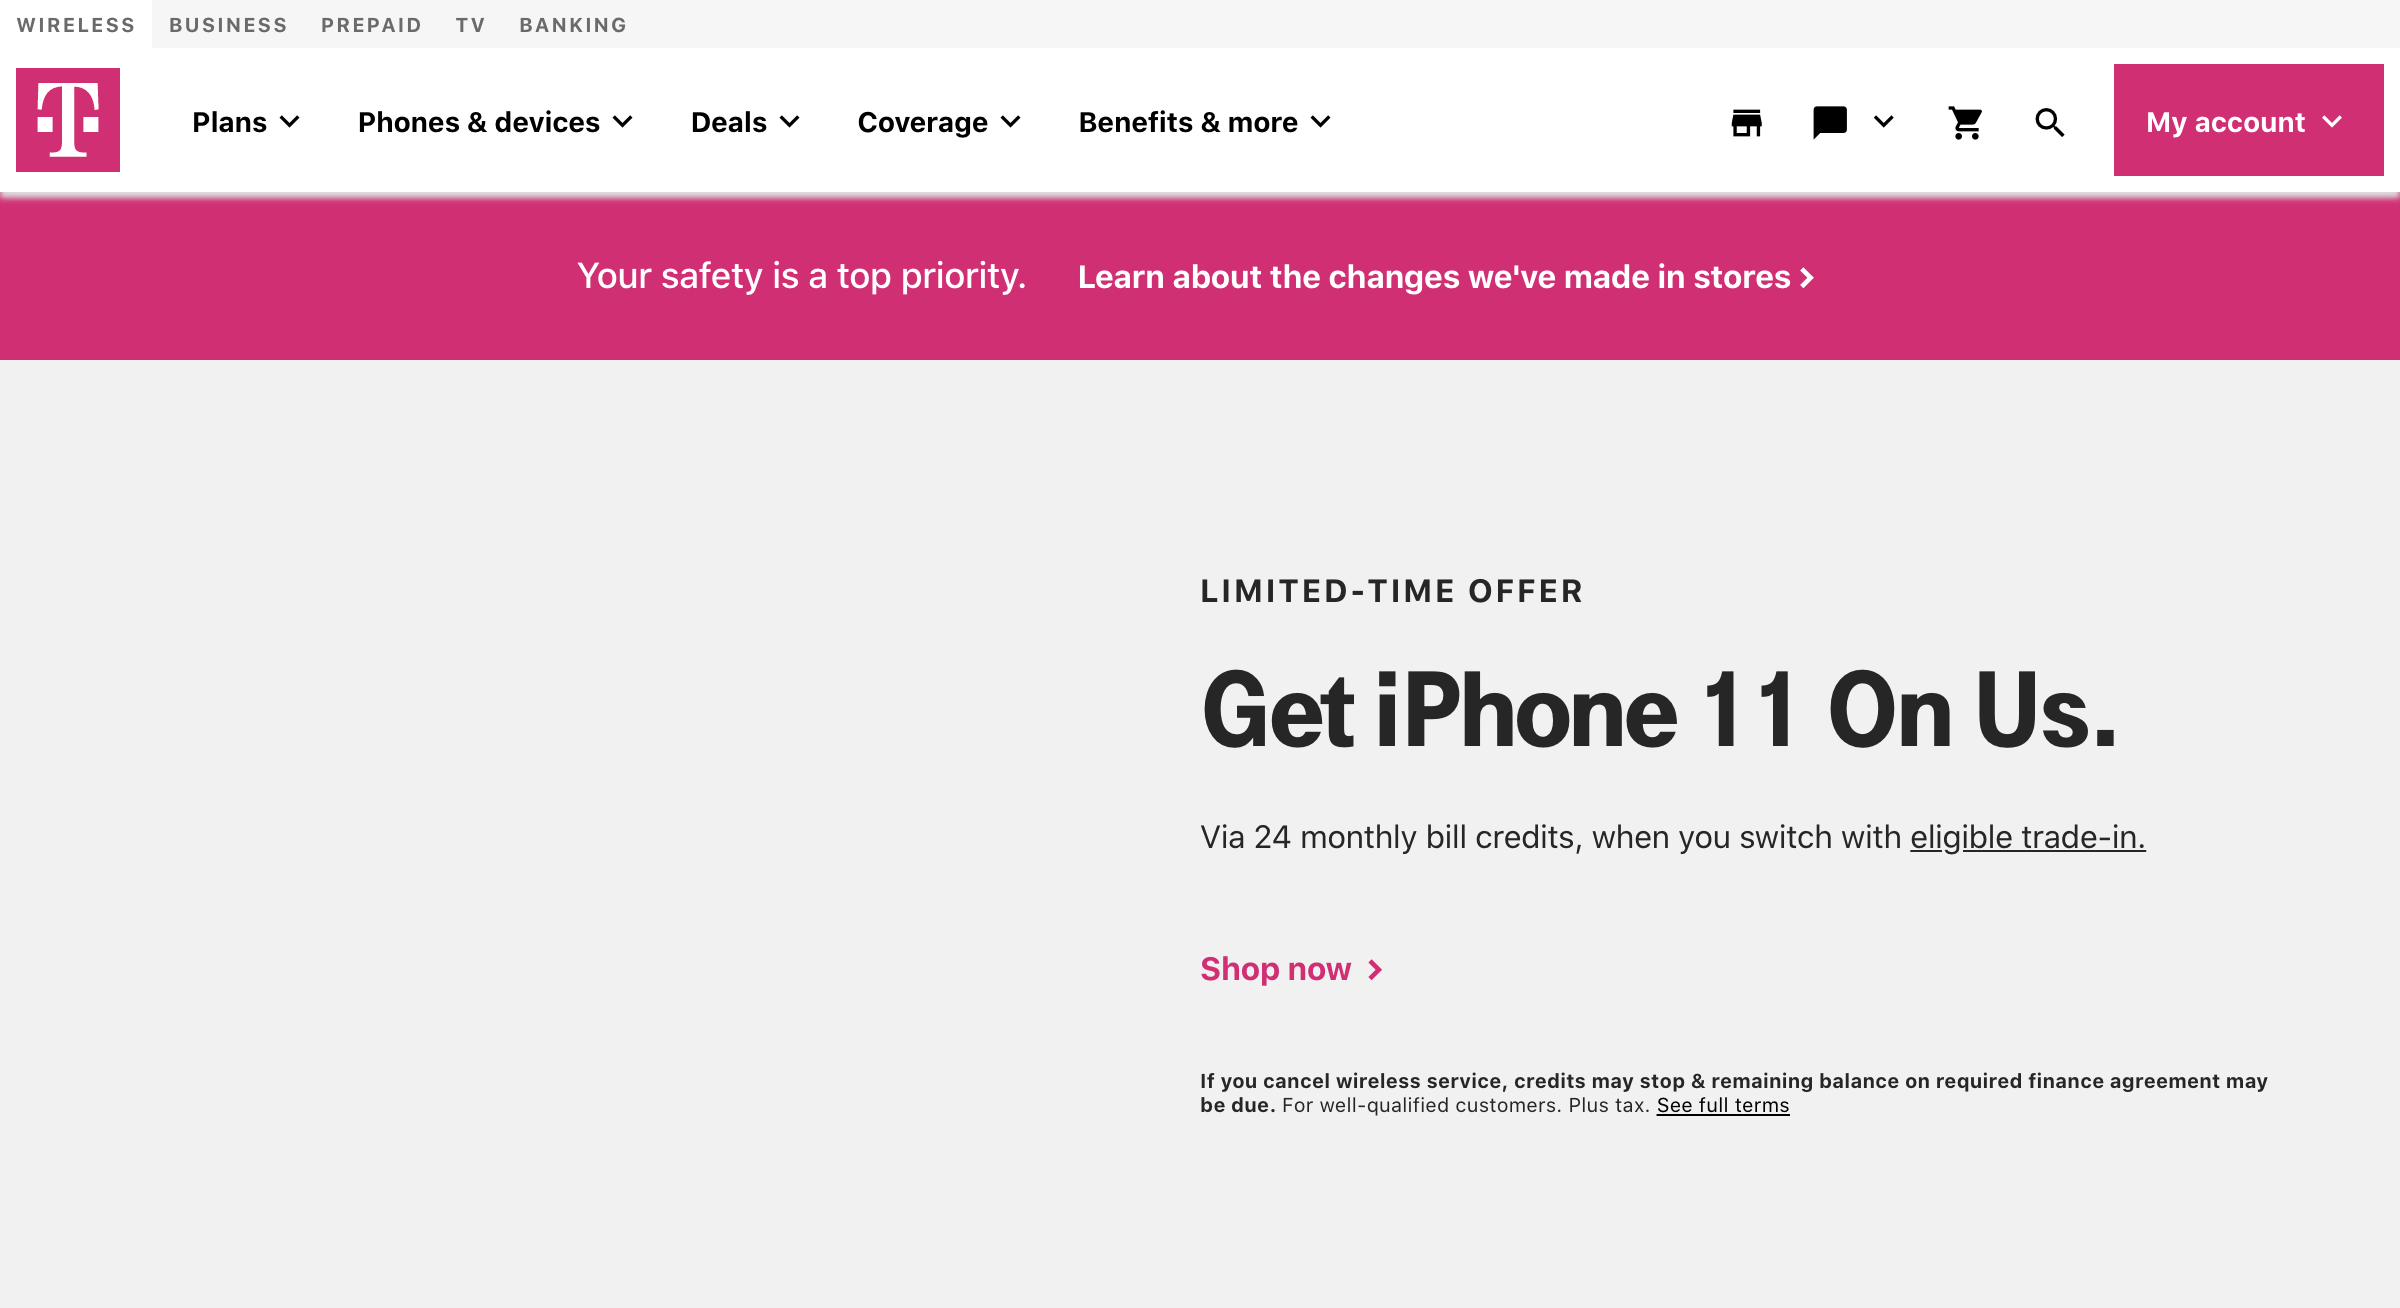 WIRELESS BUSINESS PREPAID TV BANKING
T Plans Phones & devices Deals Coverage Benefits & more My account
Your safety is a top priority. Learn about the changes we've made in stores
LIMITED-TIME OFFER
Get iPhone 11 On Us.
Via 24 monthly bill credits, when you switch with eligible trade-in.
Shop now
If you cancel wireless service, credits may stop & remaining balance on required finance agreement may
be due. For well-qualified customers. Plus tax. See full terms